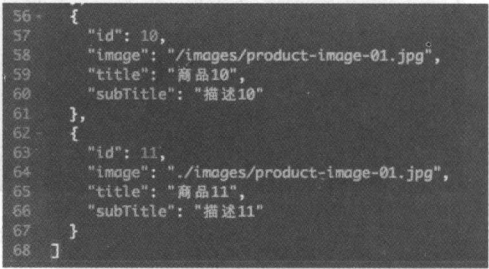 },
56 {
57 "id": 10,
58 "image": "/images/product-image-01.jpg",
59 "title": "商品10",
60 "subTitle": "描述10"
61 },
62 {
63 "id": 11,
64 "image": "./images/product-image-01.jpg",
65 "title": "商品11",
66 "subTitle": "描述11"
67 }
68 ]